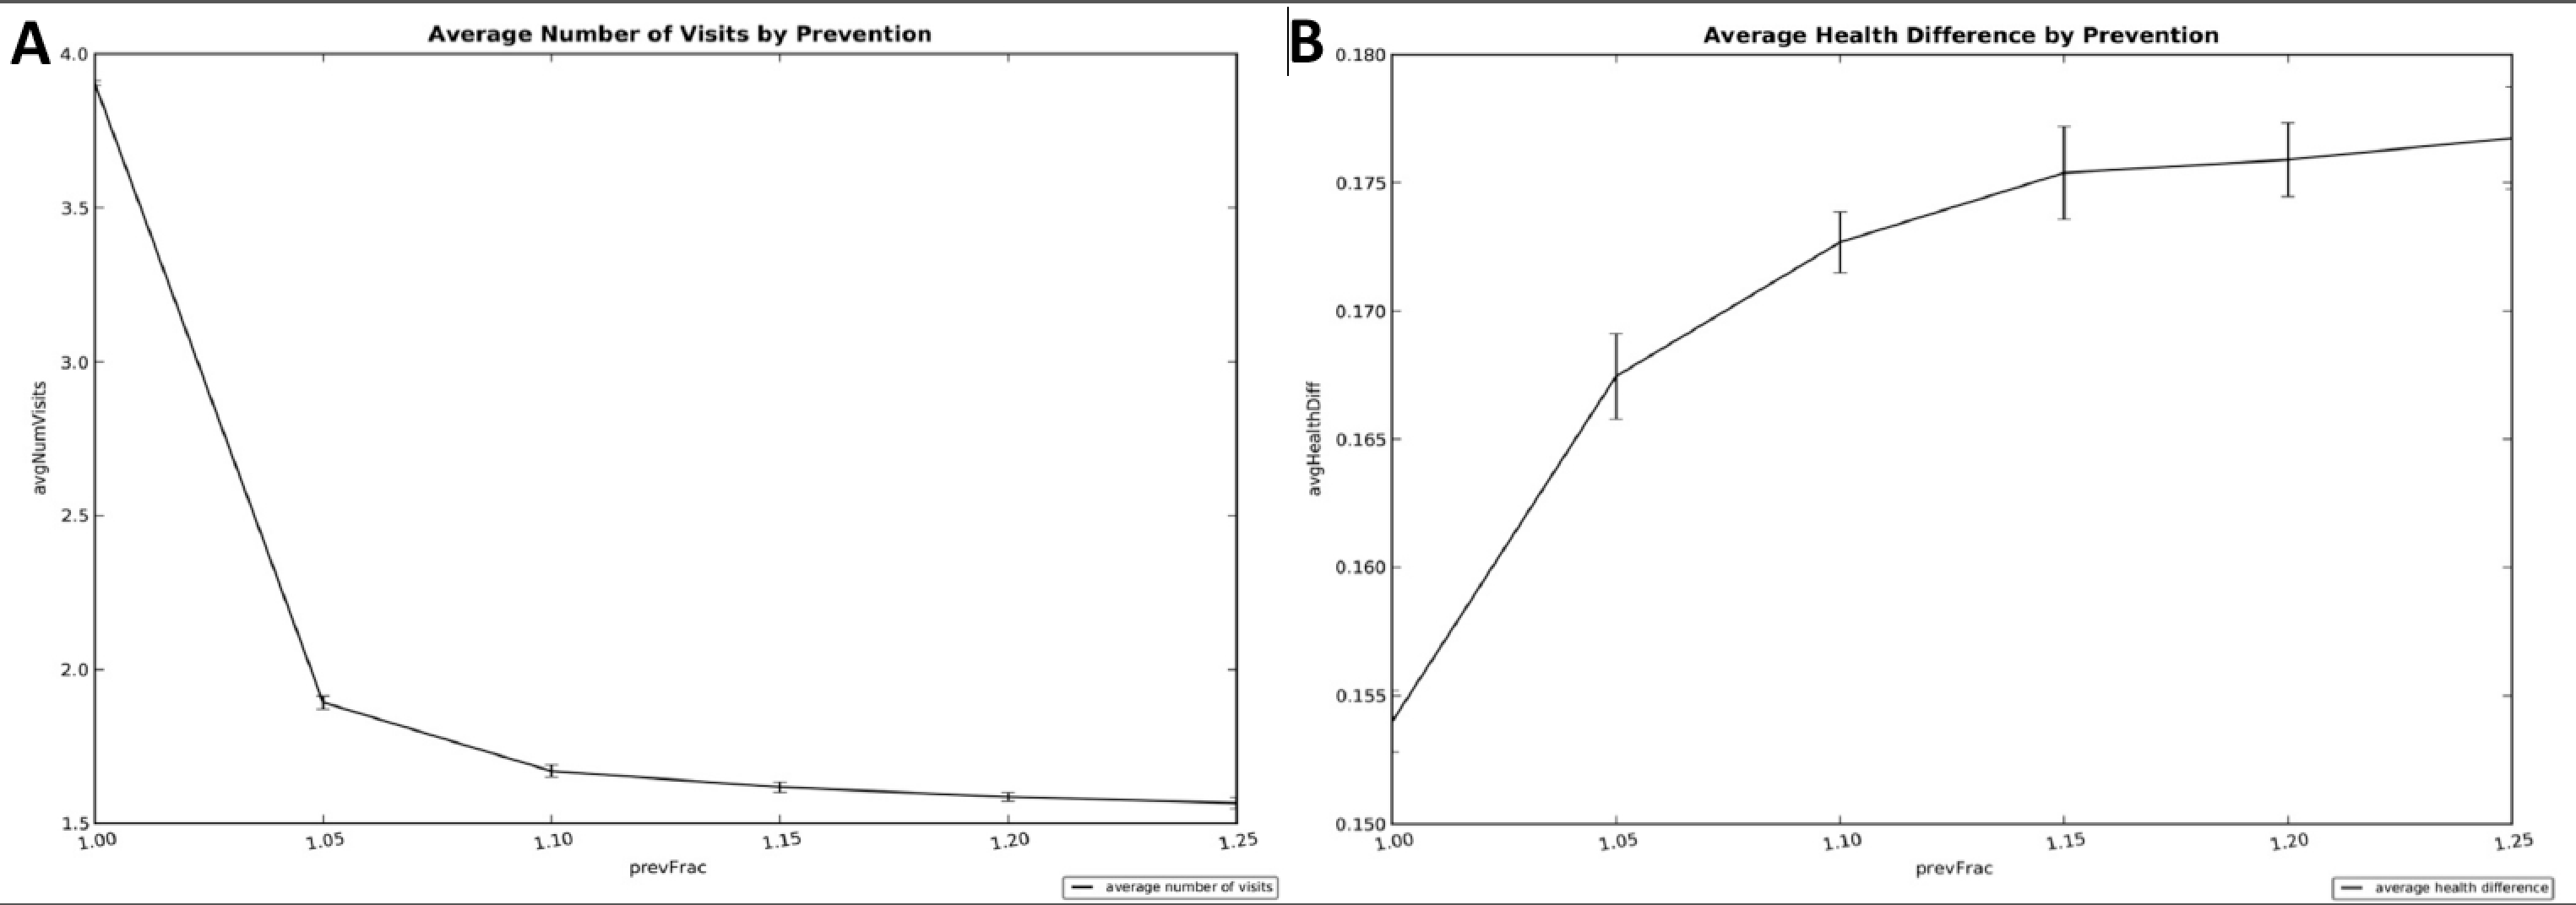 A
Average Number of Visits by Prevention
4.0
3.5
3.0
2.5
2.0
1.5
avgNumVisits
1.00 1.05 1.10 1.15 1.20 1.25
prevFrac
average number of visits
B
Average Health Difference by Prevention
0.180
0.175
0.170
0.165
0.160
0.155
0.150
avgHealthDiff
1.00 1.05 1.10 1.15 1.20 1.25
prevFrac
average health difference